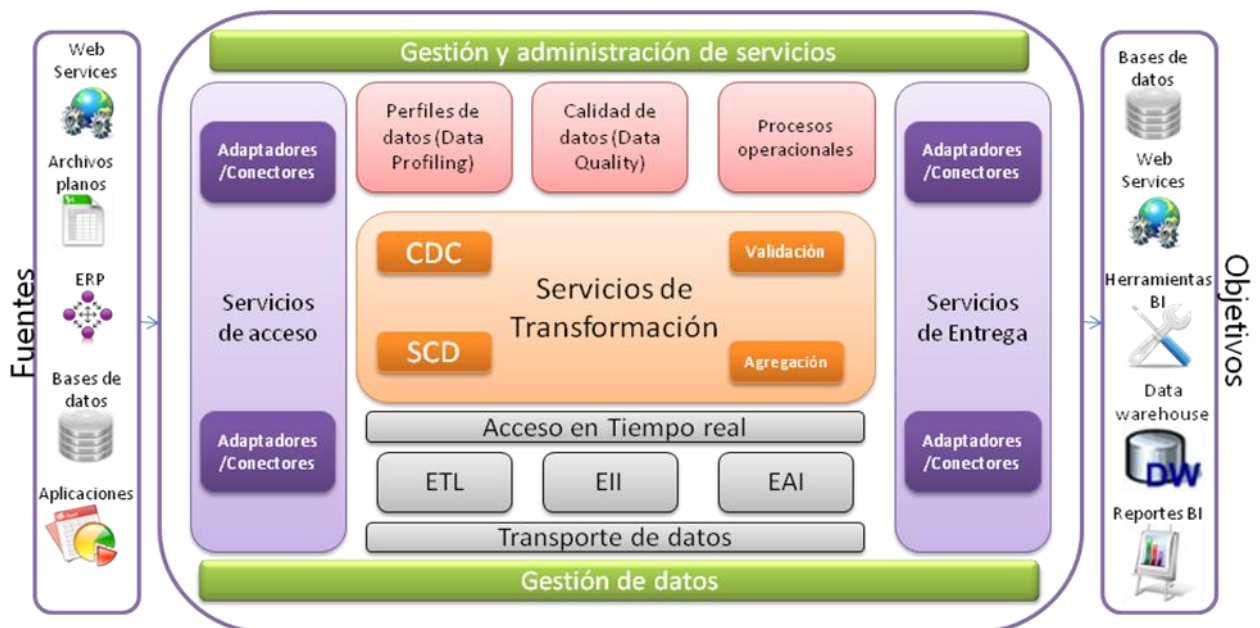 Fuentes
Web
Services
Archivos
planos
ERP
Bases de
datos
Aplicaciones
Gestión y administración de servicios
Adaptadores
/Conectores
Servicios
de acceso
Adaptadores
/Conectores
Perfiles de
datos (Data
Profiling)
Calidad de
datos (Data
Quality)
Procesos
operacionales
CDC
SCD
Servicios de
Transformación
Validación
Agregación
Acceso en Tiempo real
ETL
EII
EAI
Transporte de datos
Gestión de datos
Adaptadores
/Conectores
Servicios
de Entrega
Adaptadores
/Conectores
Bases de
datos
Web
Services
Herramientas
BI
Data
warehouse
DW
Reportes BI
Objetivos